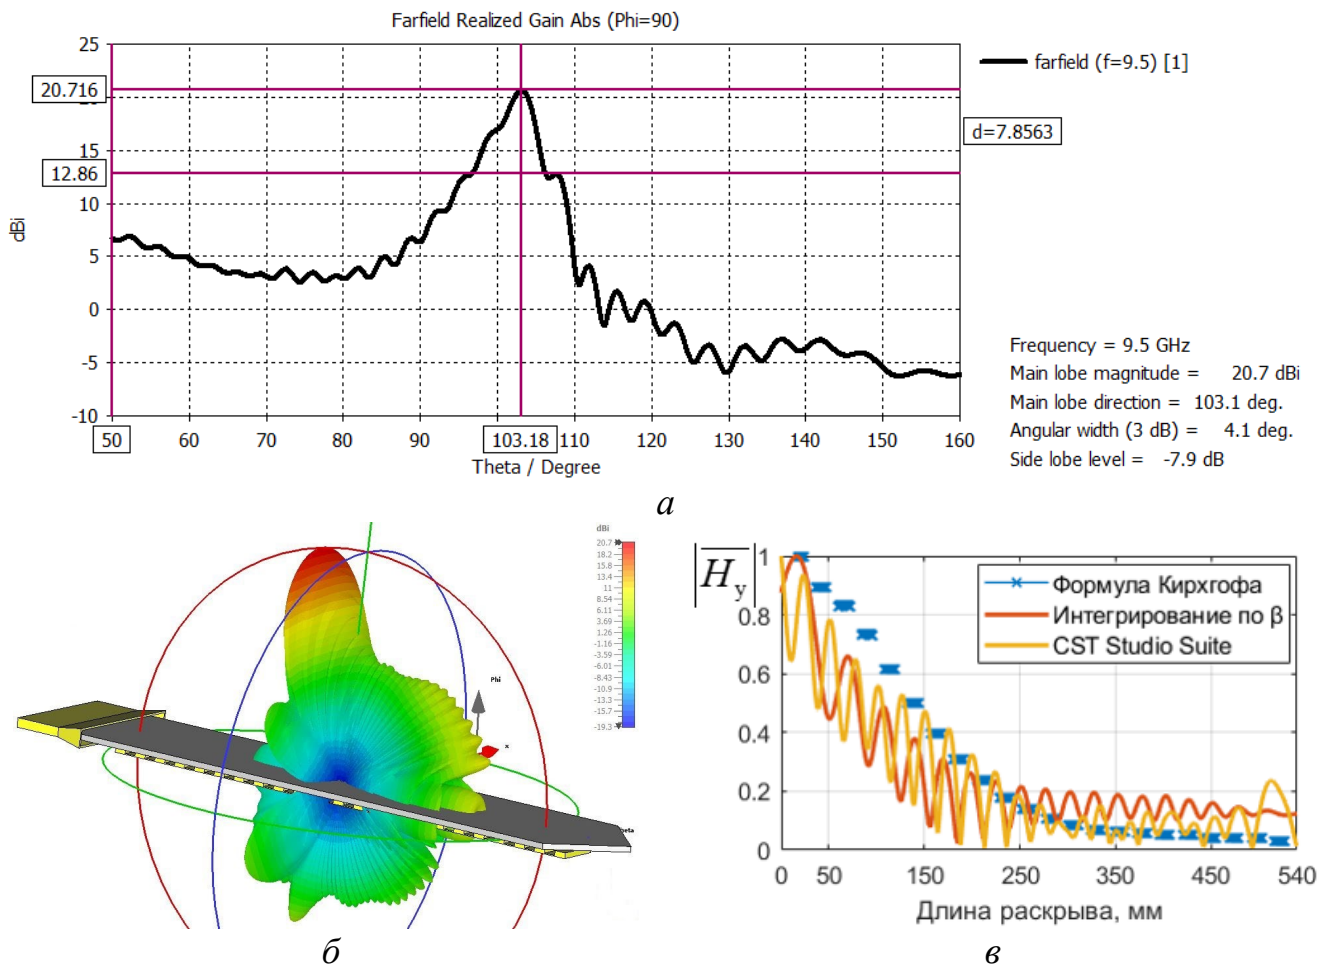 Farfield Realized Gain Abs (Phi=90)
25
20.716
15
12.86
10
5
0
-5
-10
dBi
50
60
70
80
90
103.18
110
120
130
140
150
160
Theta / Degree
farfield (f=9.5) [1]
d=7.8563
Frequency = 9.5 GHz
Main lobe magnitude = 20.7 dBi
Main lobe direction = 103.1 deg.
Angular width (3 dB) = 4.1 deg.
Side lobe level = -7.9 dB
а
dBi
20.7
18.2
15.8
13.4
11
8.54
6.11
3.69
1.26
-1.16
-3.59
-6.01
-8.43
-10.9
-13.3
-15.7
-19.3
Phi
x
б
|Hy|
1
0.8
0.6
0.4
0.2
0
0 50 150 250 350 450 540
Формула Кирхгофа
Интегрирование по β
CST Studio Suite
Длина раскрыва, мм
в